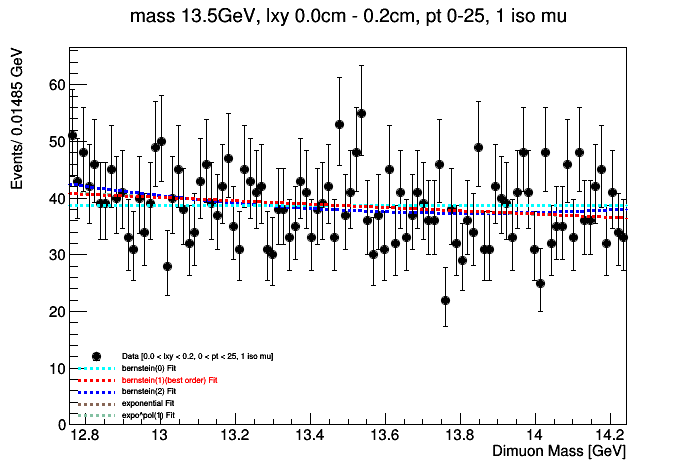 mass 13.5GeV, lxy 0.0cm - 0.2cm, pt 0-25, 1 iso mu
Events/ 0.01485 GeV
60
50
40
30
20
10
0
Data [0.0 < lxy < 0.2, 0 < pt < 25, 1 iso mu]
bernstein(0) Fit
bernstein(1)(best order) Fit
bernstein(2) Fit
exponential Fit
expo*pol(1) Fit
12.8 13 13.2 13.4 13.6 13.8 14 14.2
Dimuon Mass [GeV]